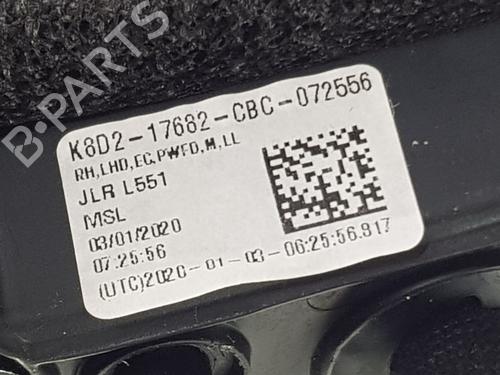 K8D2-17682-CBC-072556
RH,LHD,EC,PWFD,M,LL
JLR L551
MSL
03/01/2020
07:25:56
(UTC)2020-01-03-06:25:56.817
B-PARTS